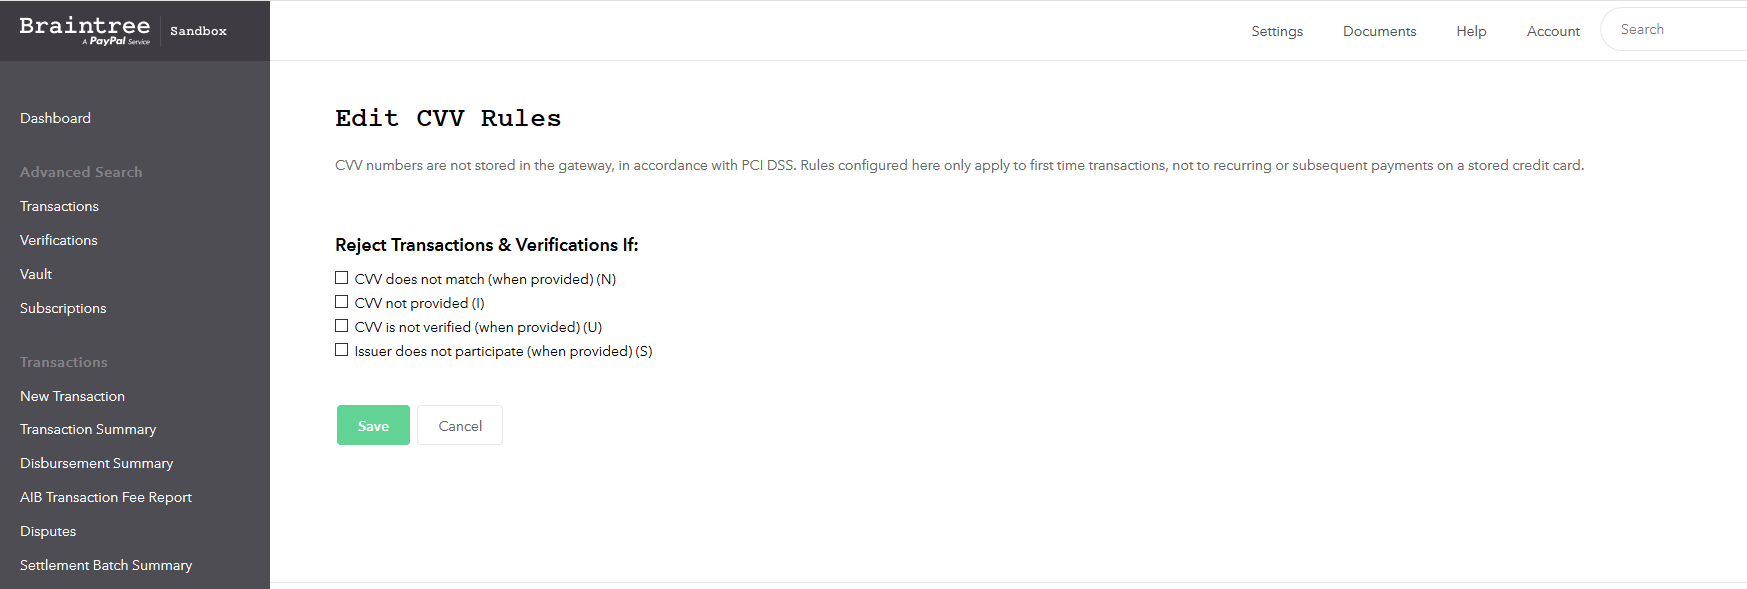 Braintree
A PayPal Service
Sandbox
Settings
Documents
Help
Account
Search
Dashboard
Advanced Search
Transactions
Verifications
Vault
Subscriptions
Transactions
New Transaction
Transaction Summary
Disbursement Summary
AIB Transaction Fee Report
Disputes
Settlement Batch Summary
Edit CVV Rules
CVV numbers are not stored in the gateway, in accordance with PCI DSS. Rules configured here only apply to first time transactions, not to recurring or subsequent payments on a stored credit card.
Reject Transactions & Verifications If:
CVV does not match (when provided) (N)
CVV not provided (I)
CVV is not verified (when provided) (U)
Issuer does not participate (when provided) (S)
Save
Cancel